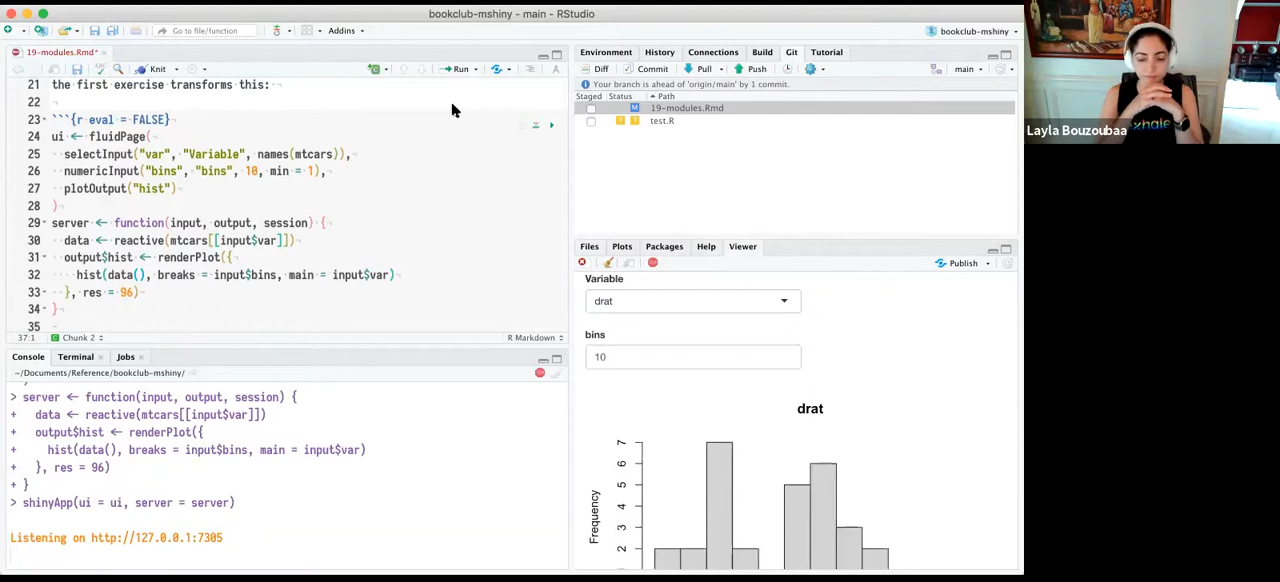 bookclub-mshiny - main - RStudio
Go to file/function
Addins
bookclub-mshiny
19-modules.Rmd*
Knit
Run
21 the first exercise transforms this:
22
23 ```{r eval = FALSE}
24 ui ← fluidPage(
25 selectInput("var", "Variable", names(mtcars)),
26 numericInput("bins", "bins", 10, min = 1),
27 plotOutput("hist")
28 )
29 server ← function(input, output, session) {
30 data ← reactive(mtcars[[input$var]])
31 output$hist ← renderPlot({
32 hist(data(), breaks = input$bins, main = input$var)
33 }, res = 96)
34 }
35
37:1 Chunk 2 R Markdown
Console Terminal Jobs
~/Documents/Reference/bookclub-mshiny/
> server ← function(input, output, session) {
+ data ← reactive(mtcars[[input$var]])
+ output$hist ← renderPlot({
+ hist(data(), breaks = input$bins, main = input$var)
+ }, res = 96)
+ }
> shinyApp(ui = ui, server = server)
Listening on http://127.0.0.1:7305
Environment History Connections Build Git Tutorial
Diff Commit Pull Push main
Your branch is ahead of 'origin/main' by 1 commit.
Staged Status Path
M 19-modules.Rmd
? ? test.R
Files Plots Packages Help Viewer
Publish
Variable
drat
bins
10
drat
7
6
5
4
3
2
Frequency
Layla Bouzoubaa
exhale